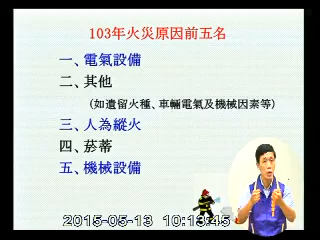 103年火災原因前五名
一、電氣設備
二、其他
(如遺留火種、車輛電氣及機械因素等)
三、人為縱火
四、菸蒂
五、機械設備
2015-05-13 10:13:45